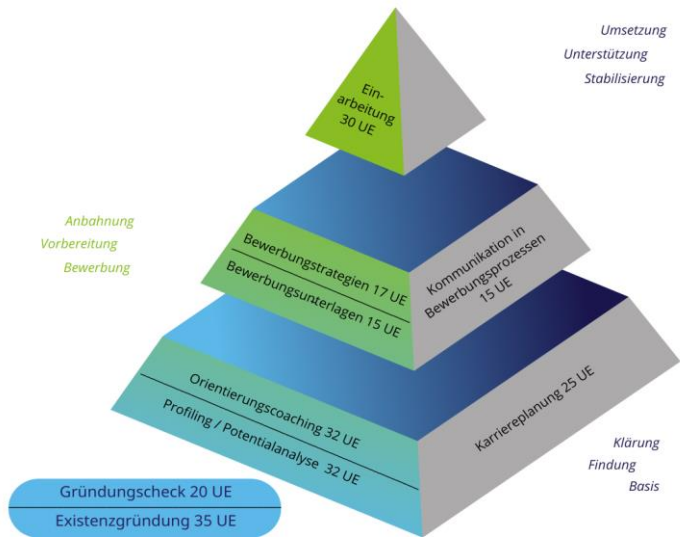 Umsetzung
Unterstützung
Stabilisierung
Ein-
arbeitung
30 UE
Anbahnung
Vorbereitung
Bewerbung
Bewerbungstrategien 17 UE
Bewerbungsunterlagen 15 UE
Kommunikation in
Bewerbungsprozessen
15 UE
Orientierungscoaching 32 UE
Profiling / Potentialanalyse 32 UE
Karriereplanung 25 UE
Klärung
Findung
Basis
Gründungscheck 20 UE
Existenzgründung 35 UE